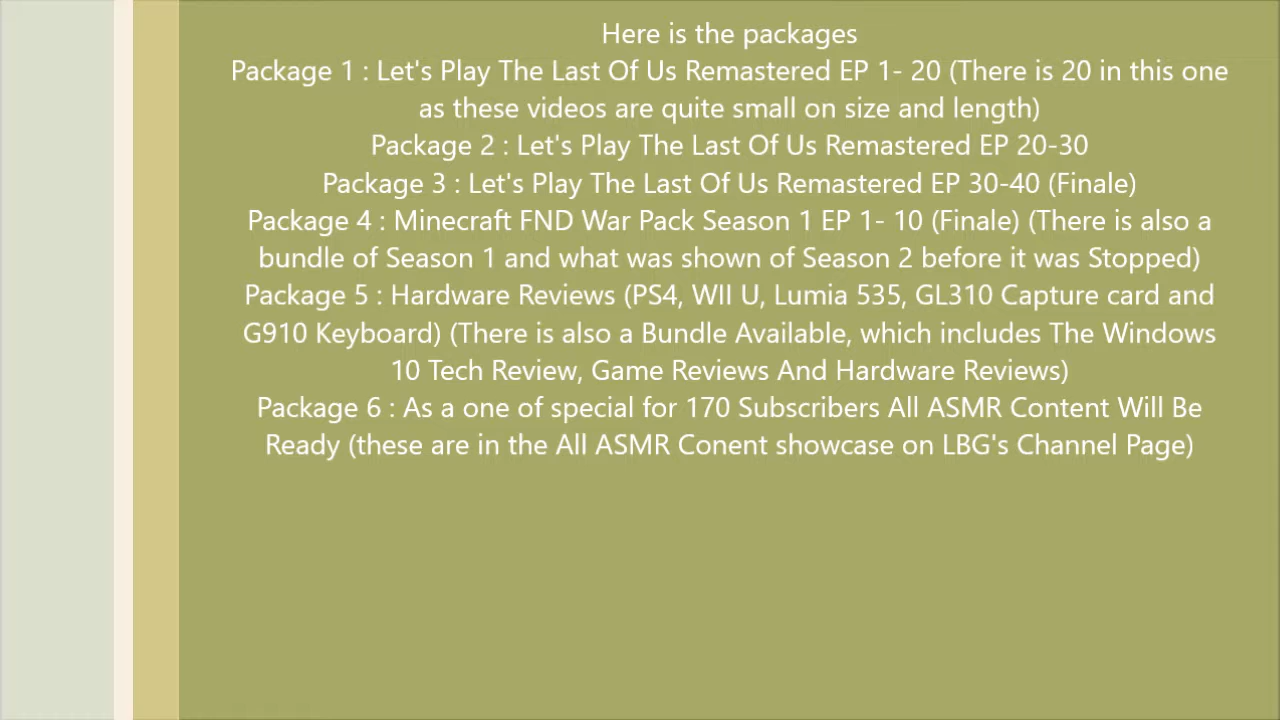 Here is the packages
Package 1 : Let's Play The Last Of Us Remastered EP 1- 20 (There is 20 in this one
as these videos are quite small on size and length)
Package 2 : Let's Play The Last Of Us Remastered EP 20-30
Package 3 : Let's Play The Last Of Us Remastered EP 30-40 (Finale)
Package 4 : Minecraft FND War Pack Season 1 EP 1- 10 (Finale) (There is also a
bundle of Season 1 and what was shown of Season 2 before it was Stopped)
Package 5 : Hardware Reviews (PS4, WII U, Lumia 535, GL310 Capture card and
G910 Keyboard) (There is also a Bundle Available, which includes The Windows
10 Tech Review, Game Reviews And Hardware Reviews)
Package 6 : As a one of special for 170 Subscribers All ASMR Content Will Be
Ready (these are in the All ASMR Conent showcase on LBG's Channel Page)